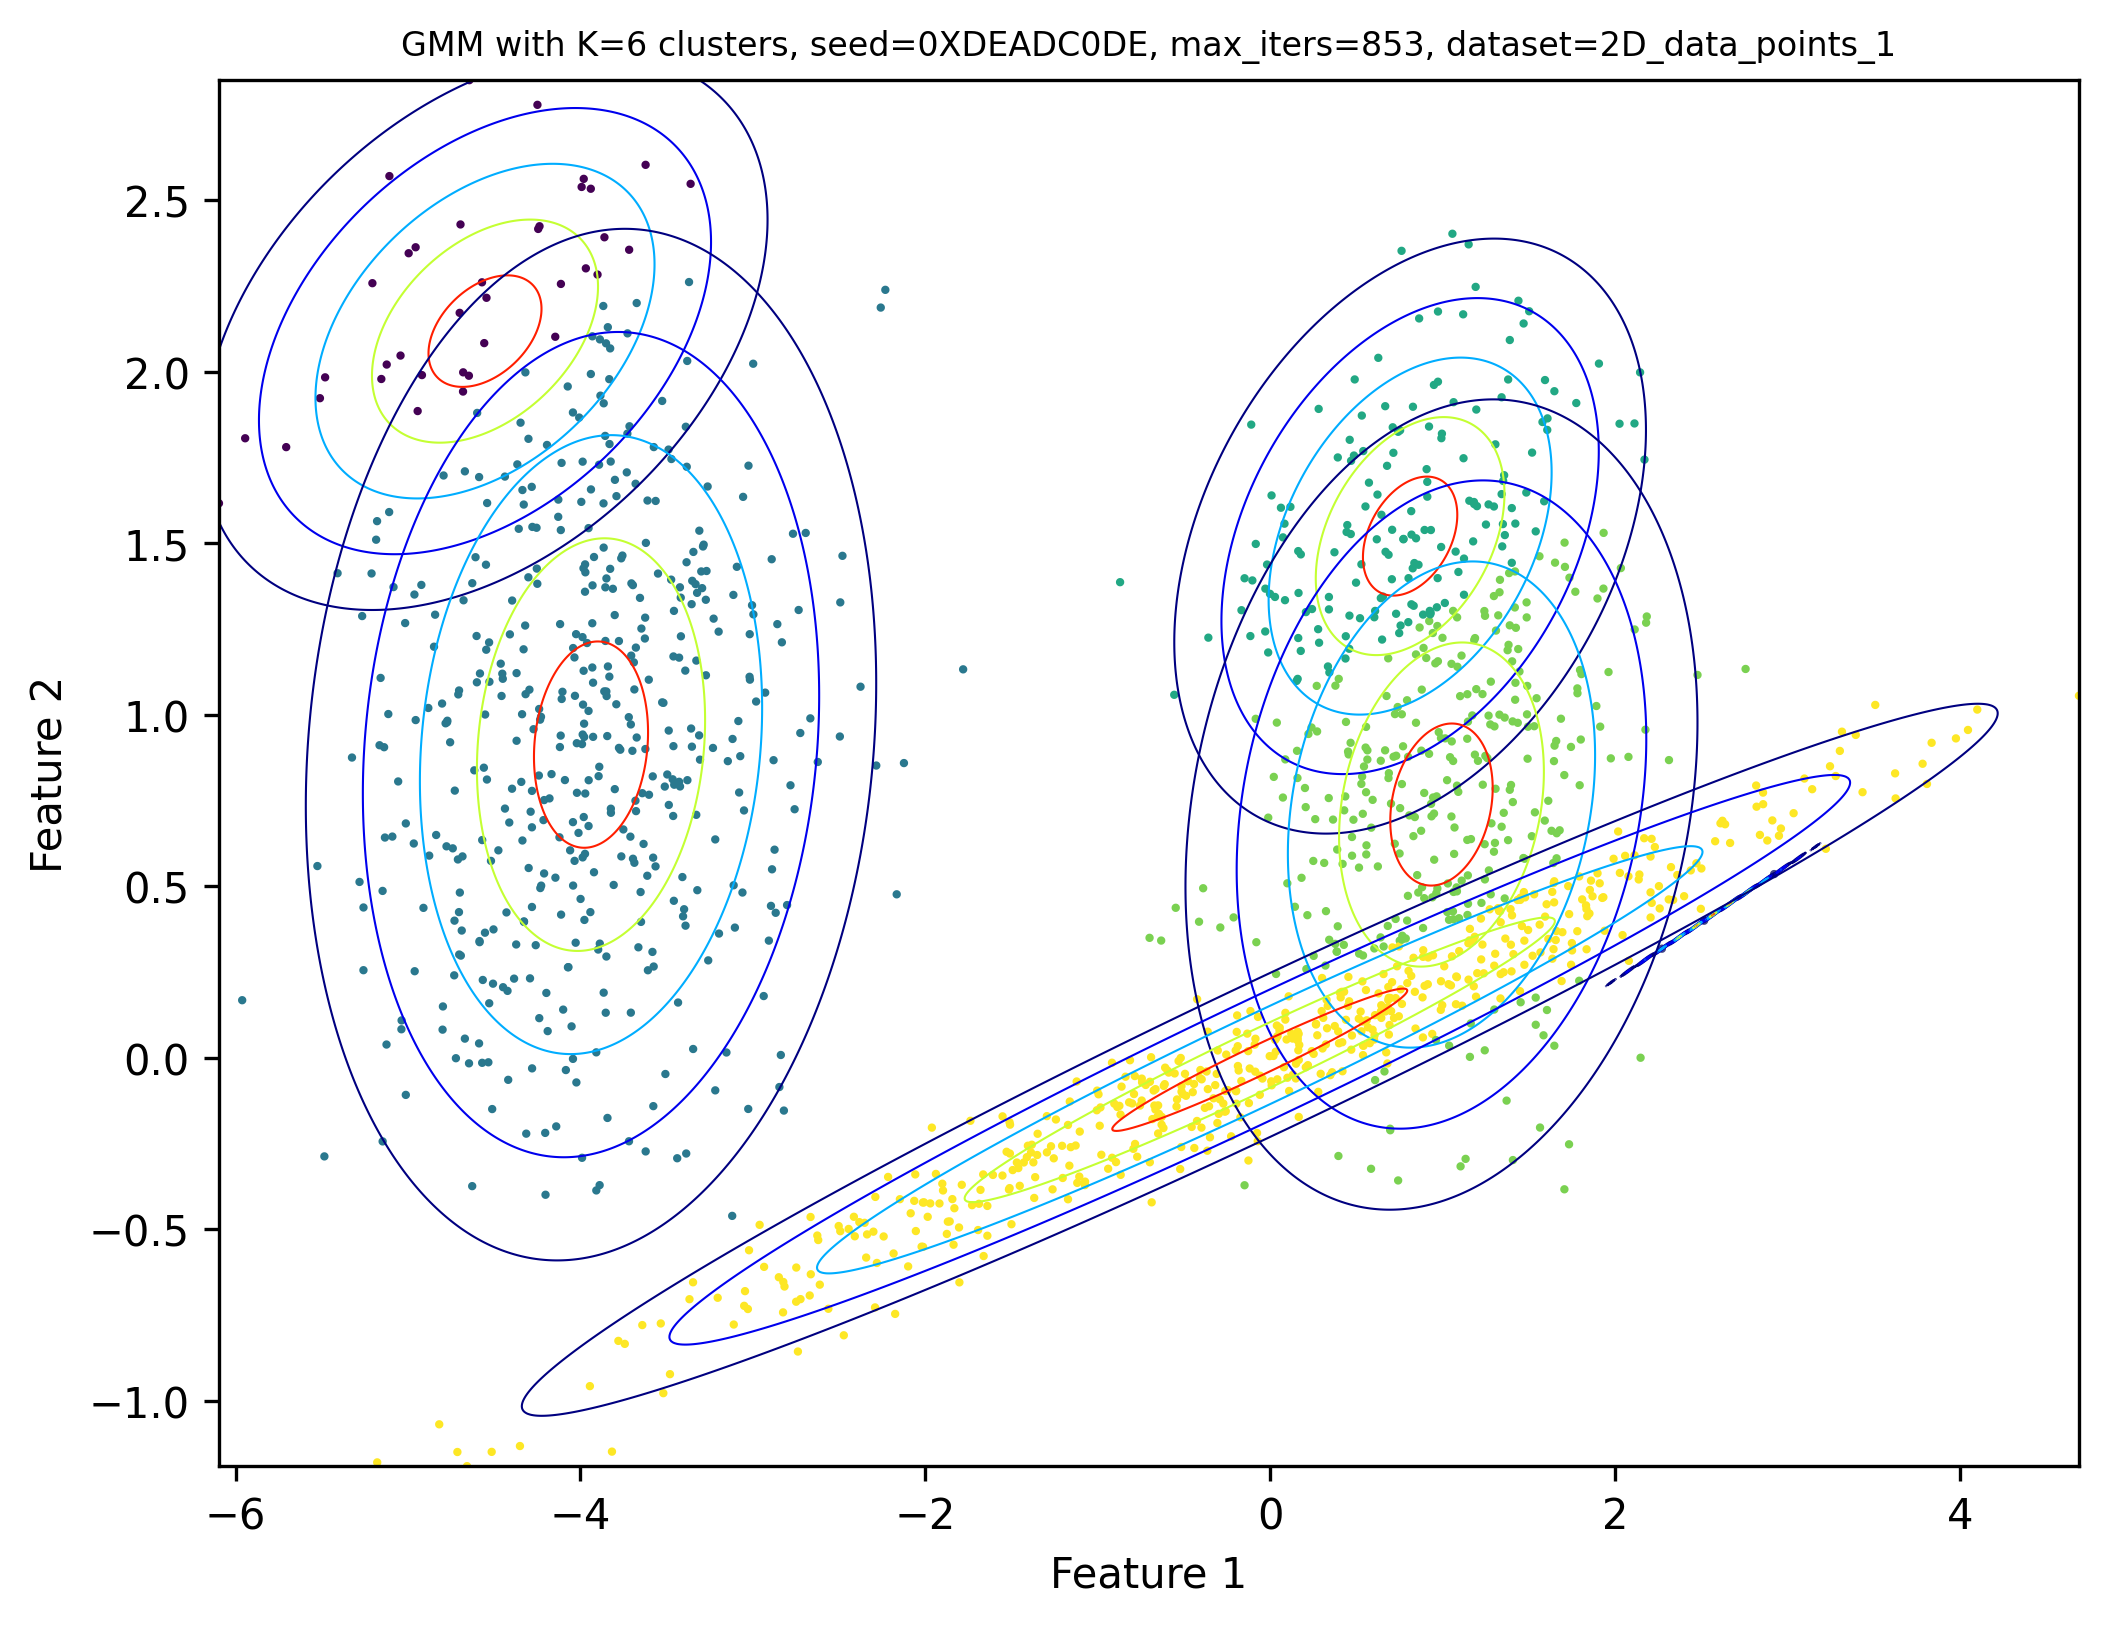 GMM with K=6 clusters, seed=0XDEADC0DE, max_iters=853, dataset=2D_data_points_1
2.5
2.0
1.5
1.0
0.5
0.0
−0.5
−1.0
Feature 2
−6 −4 −2 0 2 4
Feature 1